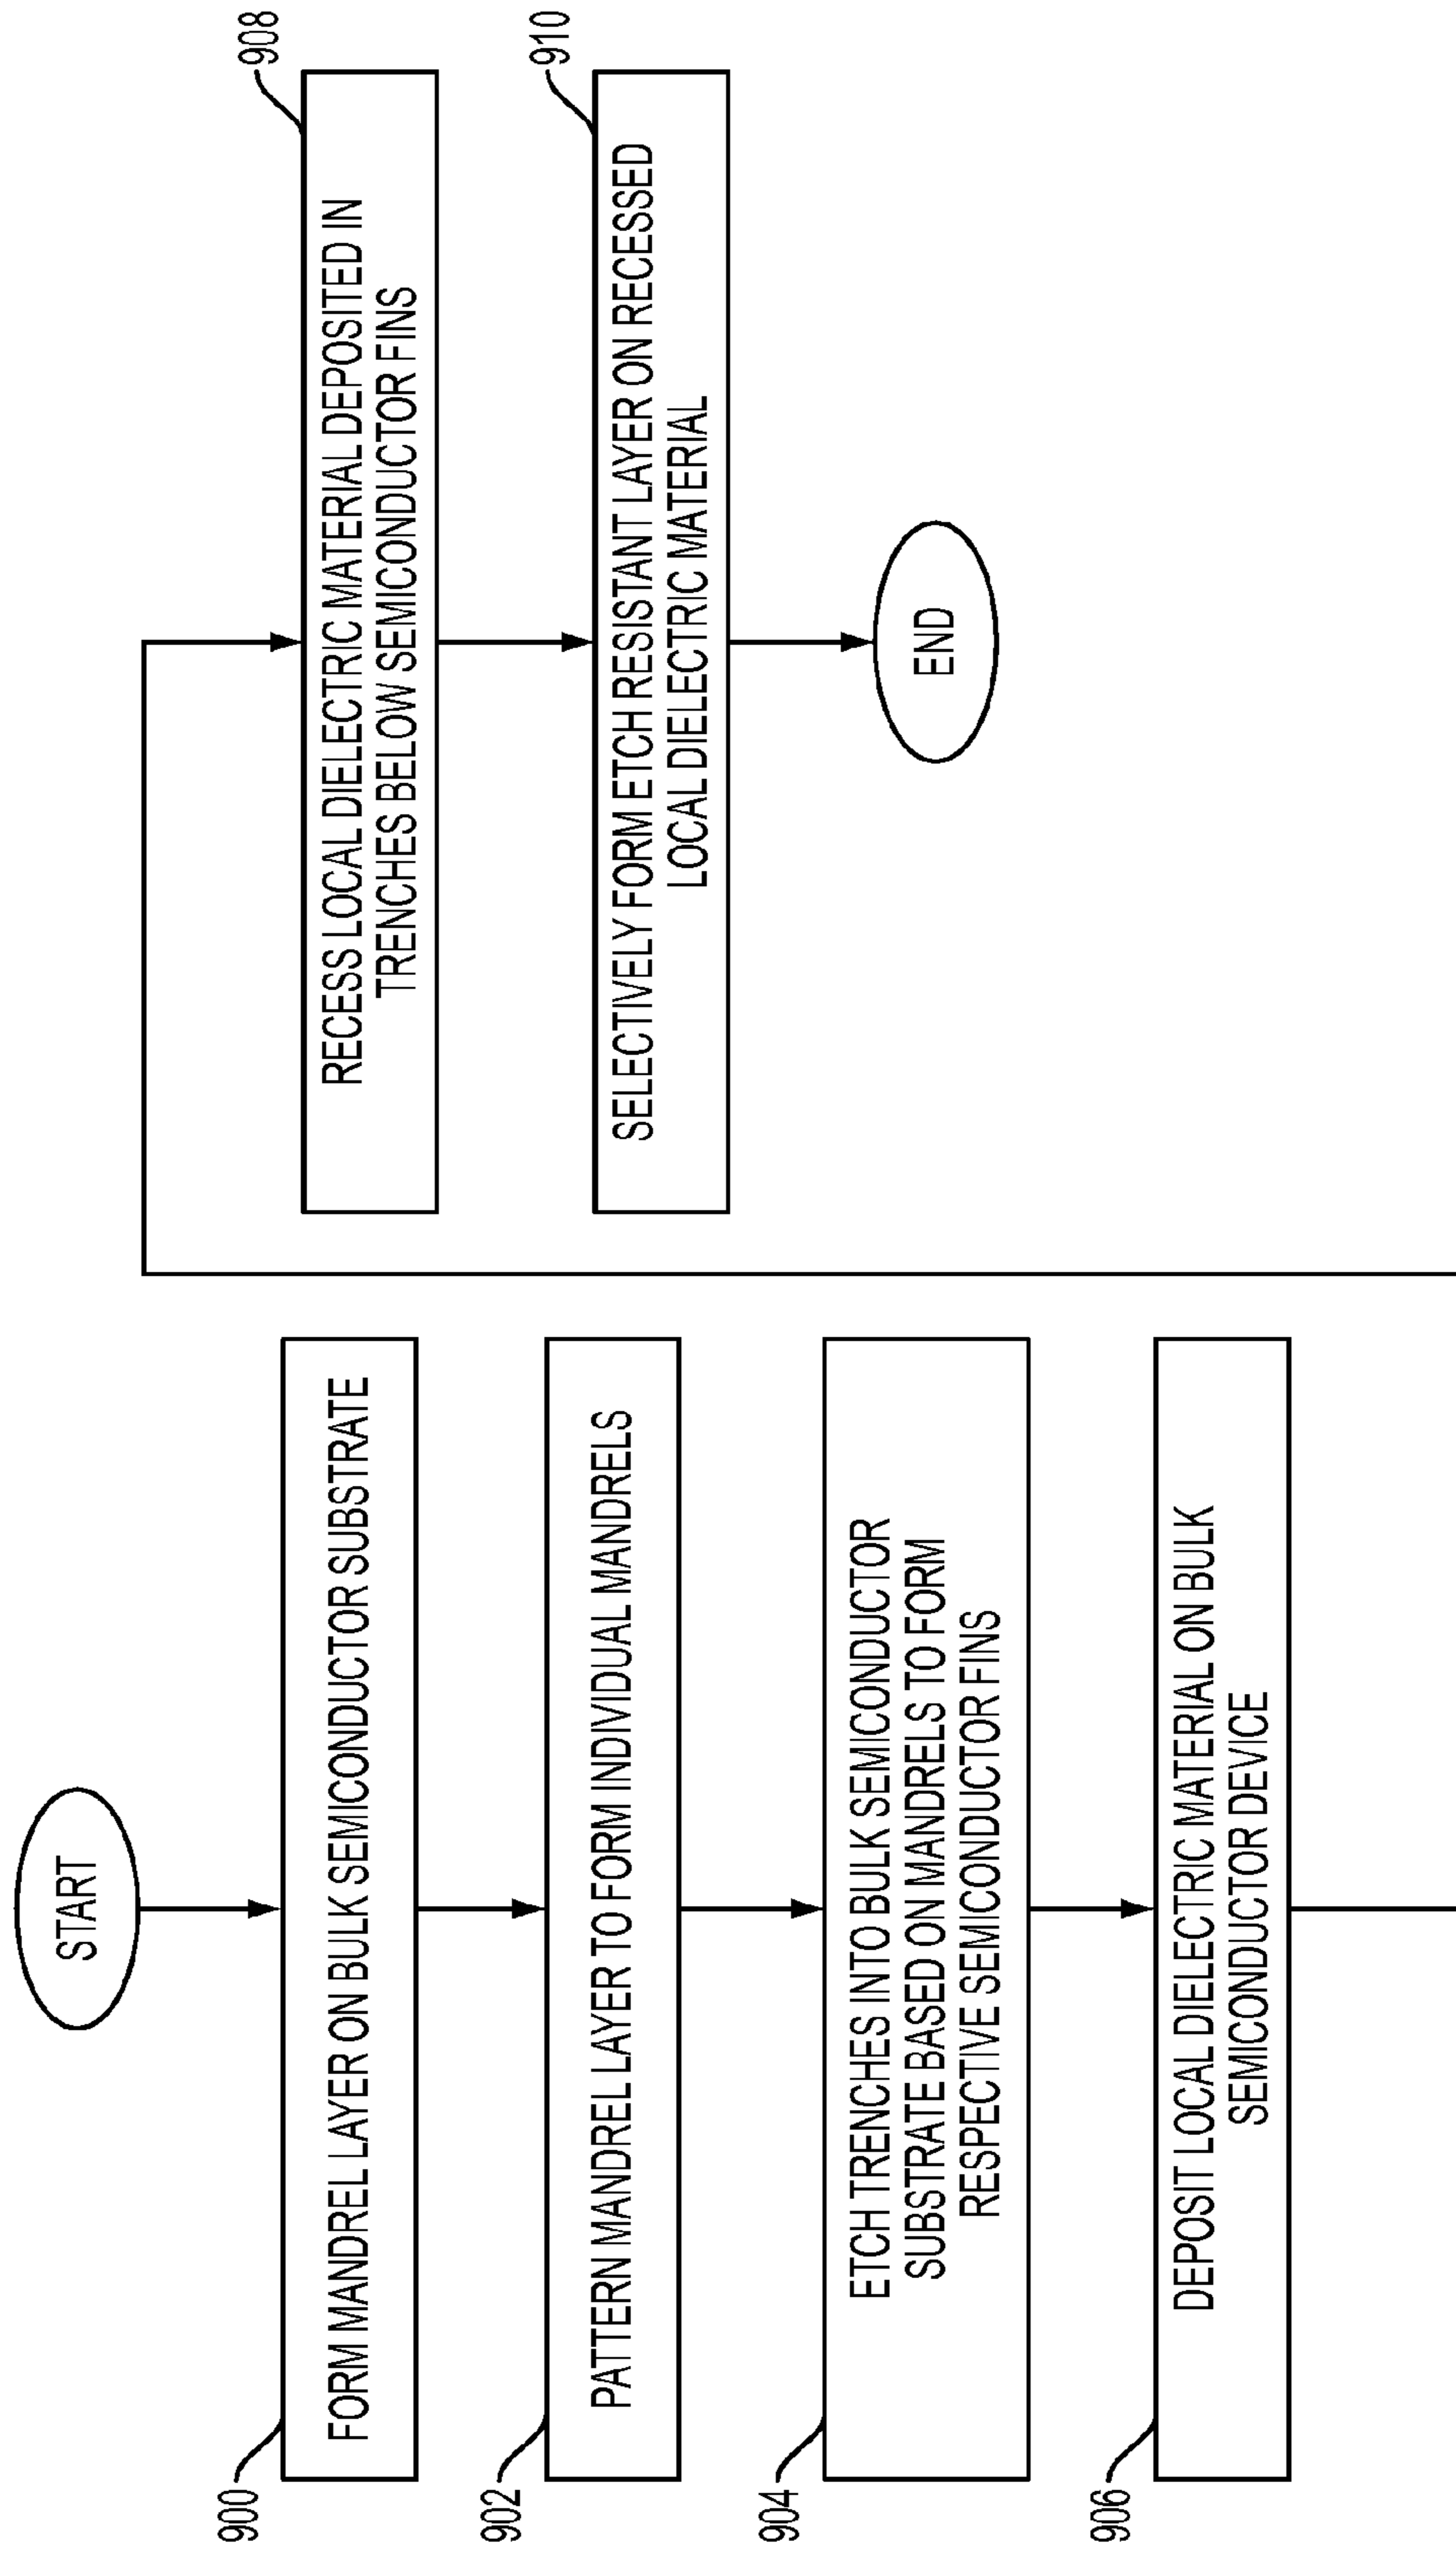 START
900
FORM MANDREL LAYER ON BULK SEMICONDUCTOR SUBSTRATE
902
PATTERN MANDREL LAYER TO FORM INDIVIDUAL MANDRELS
904
ETCH TRENCHES INTO BULK SEMICONDUCTOR
SUBSTRATE BASED ON MANDRELS TO FORM
RESPECTIVE SEMICONDUCTOR FINS
906
DEPOSIT LOCAL DIELECTRIC MATERIAL ON BULK
SEMICONDUCTOR DEVICE
908
RECESS LOCAL DIELECTRIC MATERIAL DEPOSITED IN
TRENCHES BELOW SEMICONDUCTOR FINS
910
SELECTIVELY FORM ETCH RESISTANT LAYER ON RECESSED
LOCAL DIELECTRIC MATERIAL
END